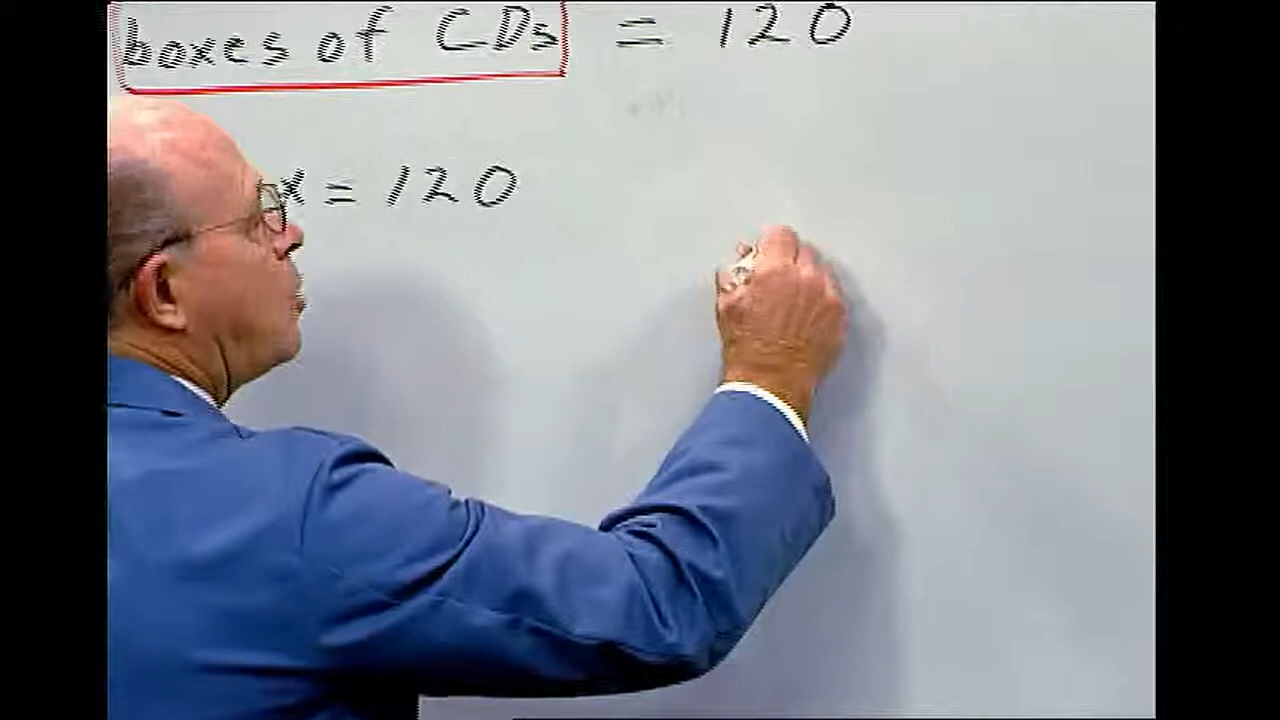 boxes of CDs = 120
x = 120